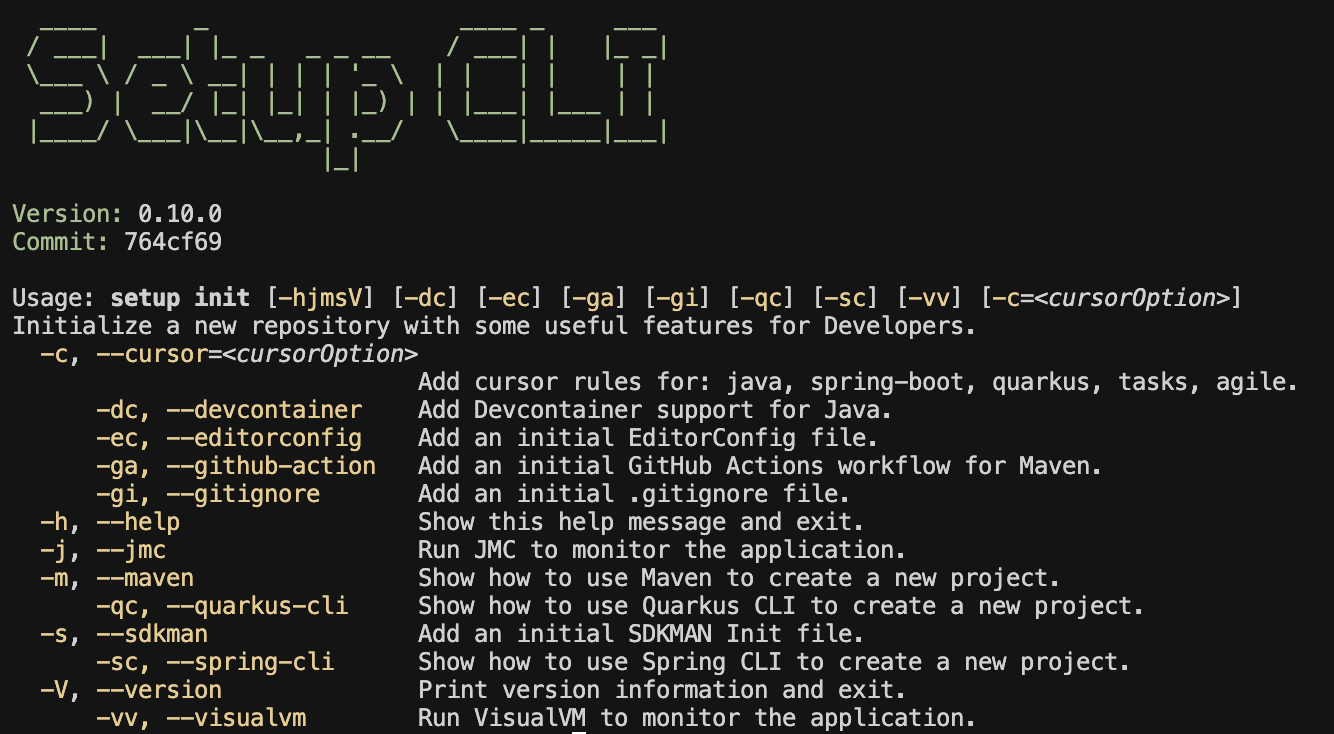 Setup CLI
Version: 0.10.0
Commit: 764cf69
Usage: setup init [-hjmsV] [-dc] [-ec] [-ga] [-gi] [-qc] [-sc] [-vv] [-c=<cursorOption>]
Initialize a new repository with some useful features for Developers.
-c, --cursor=<cursorOption>
Add cursor rules for: java, spring-boot, quarkus, tasks, agile.
-dc, --devcontainer Add Devcontainer support for Java.
-ec, --editorconfig Add an initial EditorConfig file.
-ga, --github-action Add an initial GitHub Actions workflow for Maven.
-gi, --gitignore Add an initial .gitignore file.
-h, --help Show this help message and exit.
-j, --jmc Run JMC to monitor the application.
-m, --maven Show how to use Maven to create a new project.
-qc, --quarkus-cli Show how to use Quarkus CLI to create a new project.
-s, --sdkman Add an initial SDKMAN Init file.
-sc, --spring-cli Show how to use Spring CLI to create a new project.
-V, --version Print version information and exit.
-vv, --visualvm Run VisualVM to monitor the application.